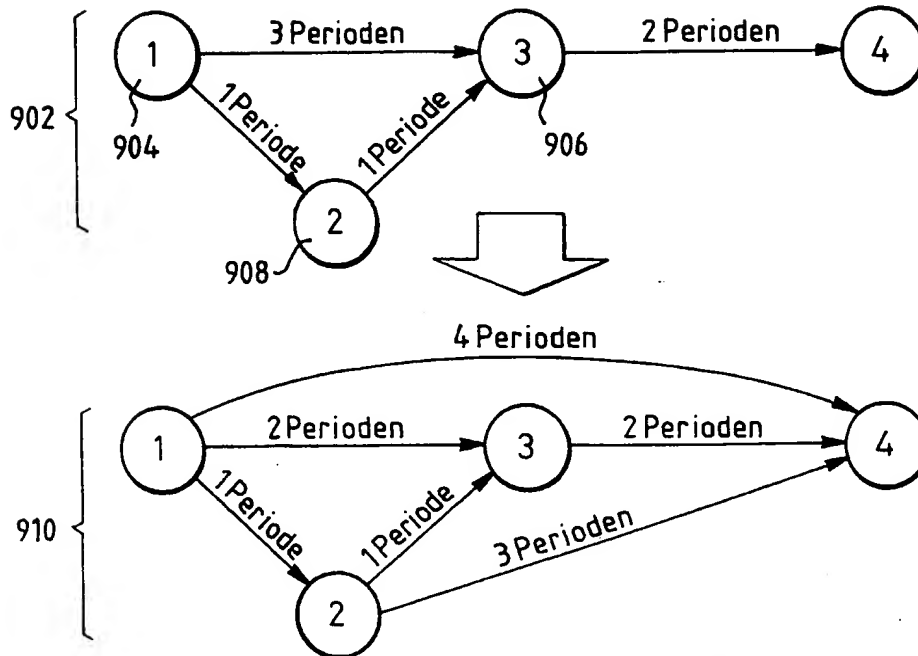 3 Perioden
2 Perioden
1
3
4
902
904
1 Periode
1 Periode
906
2
908
4 Perioden
1
2 Perioden
3
2 Perioden
4
910
1 Periode
1 Periode
3 Perioden
2